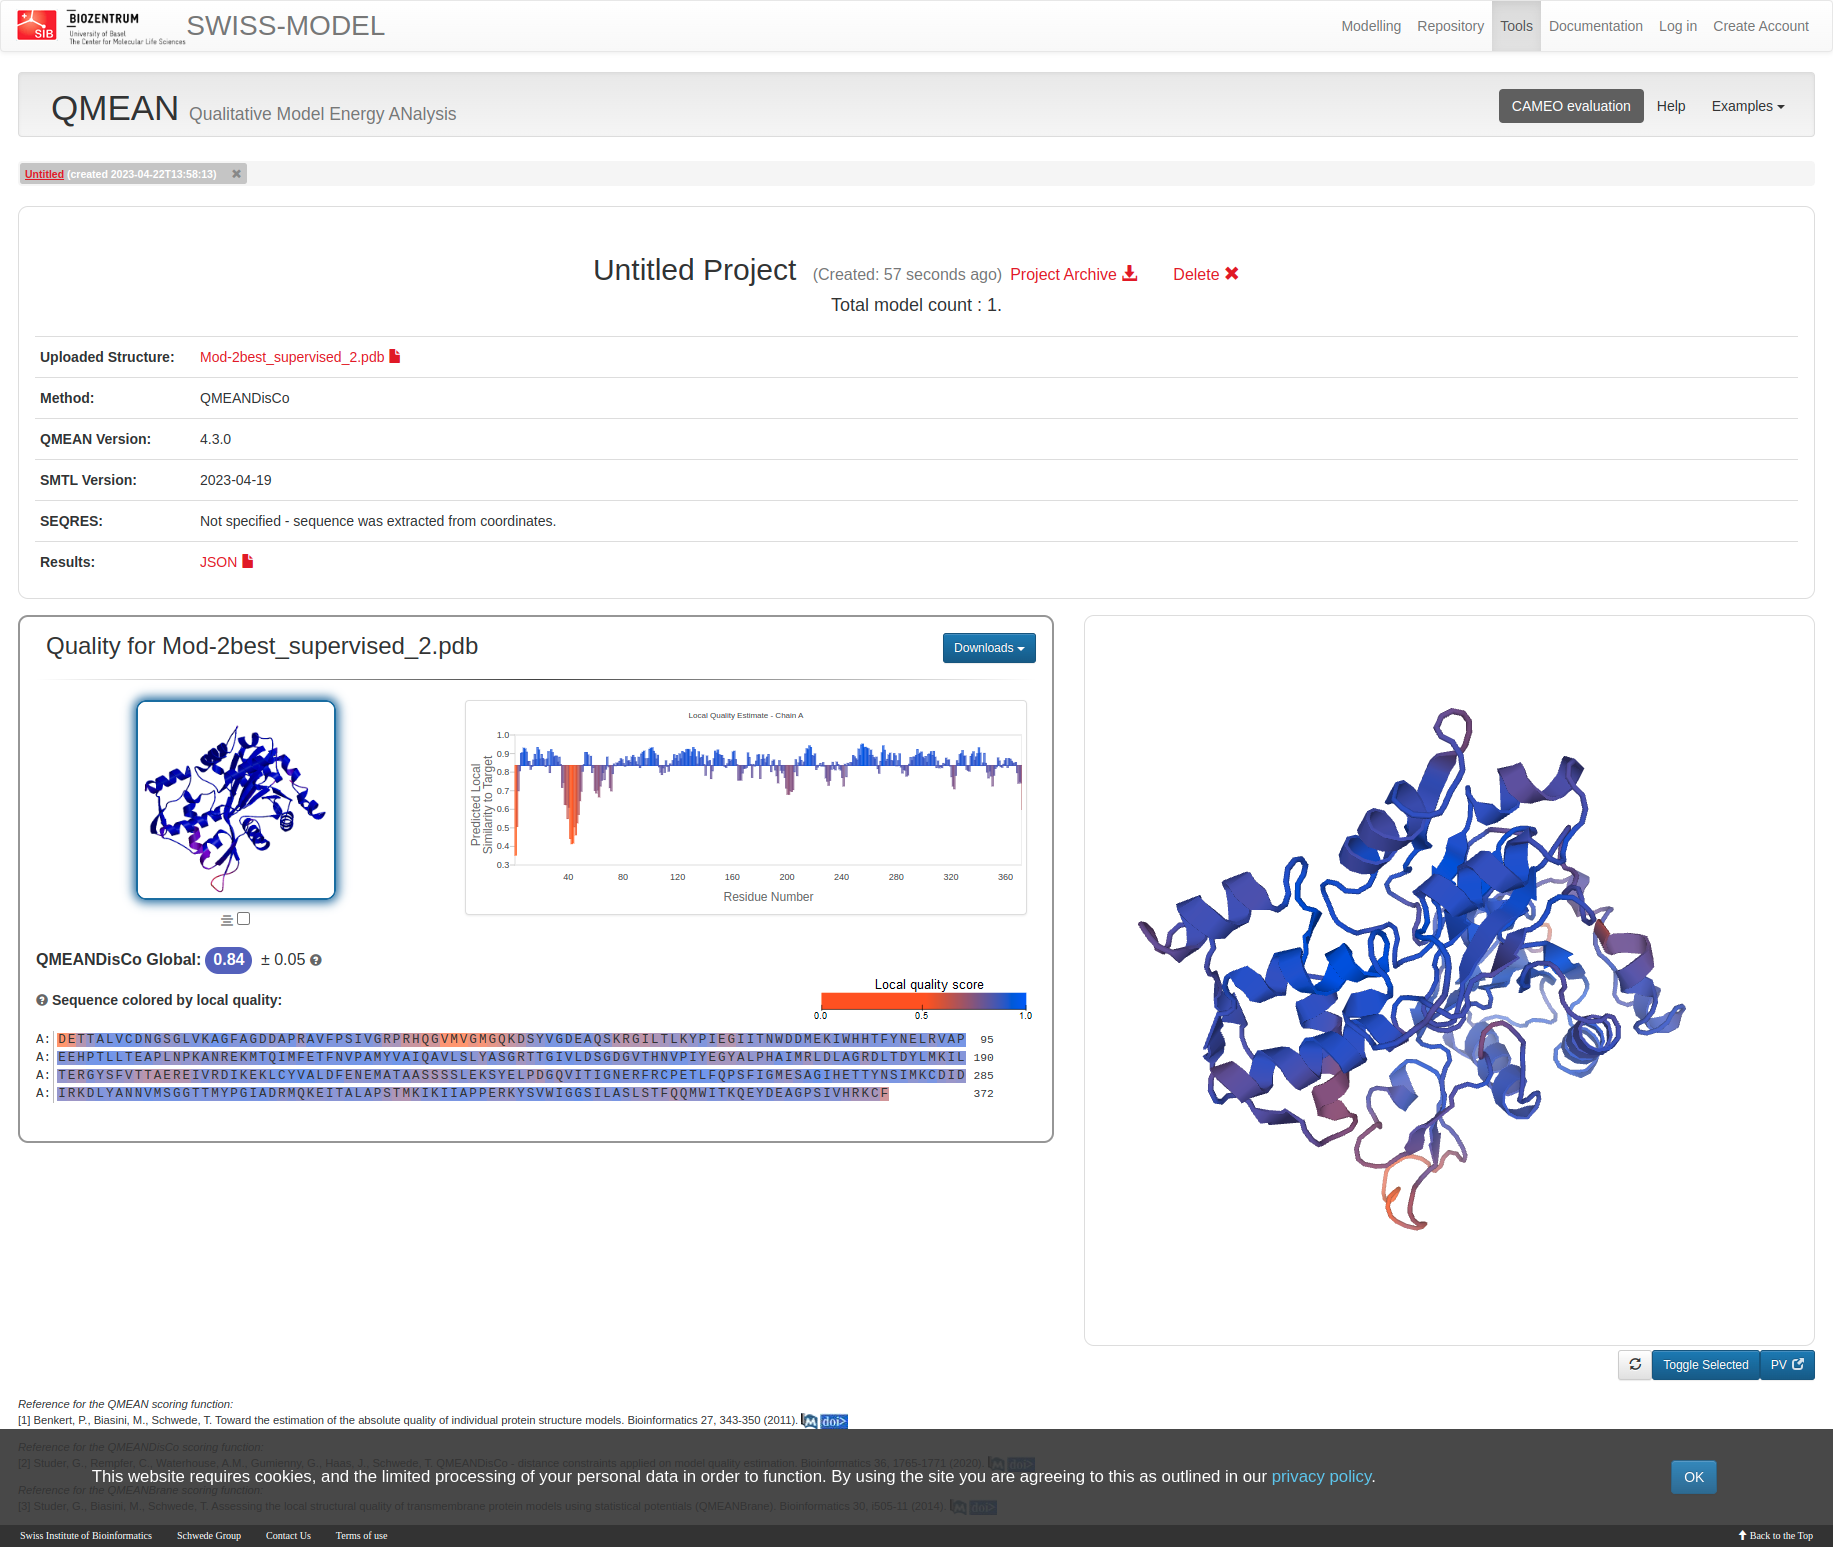 SIB
BIOZENTRUM
University of Basel
The Center for Molecular Life Sciences
SWISS-MODEL
Modelling Repository Tools Documentation Log in Create Account
QMEAN Qualitative Model Energy ANalysis
CAMEO evaluation Help Examples
Untitled (created 2023-04-22T13:58:13)
Untitled Project (Created: 57 seconds ago) Project Archive Delete
Total model count : 1.
Uploaded Structure: Mod-2best_supervised_2.pdb
Method: QMEANDisCo
QMEAN Version: 4.3.0
SMTL Version: 2023-04-19
SEQRES: Not specified - sequence was extracted from coordinates.
Results: JSON
Quality for Mod-2best_supervised_2.pdb
Downloads
Local Quality Estimate - Chain A
Predicted Local
Similarity to Target
1.0
0.9
0.8
0.7
0.6
0.5
0.4
0.3
40 80 120 160 200 240 280 320 360
Residue Number
QMEANDisCo Global: 0.84 ± 0.05
Sequence colored by local quality:
Local quality score
0.0 0.5 1.0
A: DETTALVCDNGSGLVKAGFAGDDAPRAVFPSIVGRPRHQGVMVGMGQKDSYVGDEAQSKRGILTLKYPIEGIITNWDDMEKIWHHTFYNELRVAP 95
A: EEHPTLLTEAPLNPKANREKMTQIMFETFNVPAMYVAIQAVLSLYASGRTTGIVLDSGDGVTHNVPIYEGYALPHAIMRLDLAGRDLTDYLMKIL 190
A: TERGYSFVTTAEREIVRDIKEKLCYVALDFENEMATAASSSSLEKSYELPDGQVITIGNERFRCPETLFQPSFIGMESAGIHETTYNSIMKCDID 285
A: IRKDLYANNVMSGGTTMYPGIADRMQKEITALAPSTMKIKIIAPPERKYSVWIGGSILASLSTFQQMWITKQEYDEAGPSIVHRKCF 372
Toggle Selected PV
Reference for the QMEAN scoring function:
[1] Benkert, P., Biasini, M., Schwede, T. Toward the estimation of the absolute quality of individual protein structure models. Bioinformatics 27, 343-350 (2011). M doi>
Reference for the QMEANDisCo scoring function:
[2] Studer, G., Rempfer, C., Waterhouse, A.M., Gumienny, G., Haas, J., Schwede, T. QMEANDisCo - distance constraints applied on model quality estimation. Bioinformatics 36, 1765-1771 (2020). M doi>
This website requires cookies, and the limited processing of your personal data in order to function. By using the site you are agreeing to this as outlined in our privacy policy.
OK
Reference for the QMEANBrane scoring function:
[3] Studer, G., Biasini, M., Schwede, T. Assessing the local structural quality of transmembrane protein models using statistical potentials (QMEANBrane). Bioinformatics 30, i505-11 (2014). M doi>
Swiss Institute of Bioinformatics Schwede Group Contact Us Terms of use Back to the Top